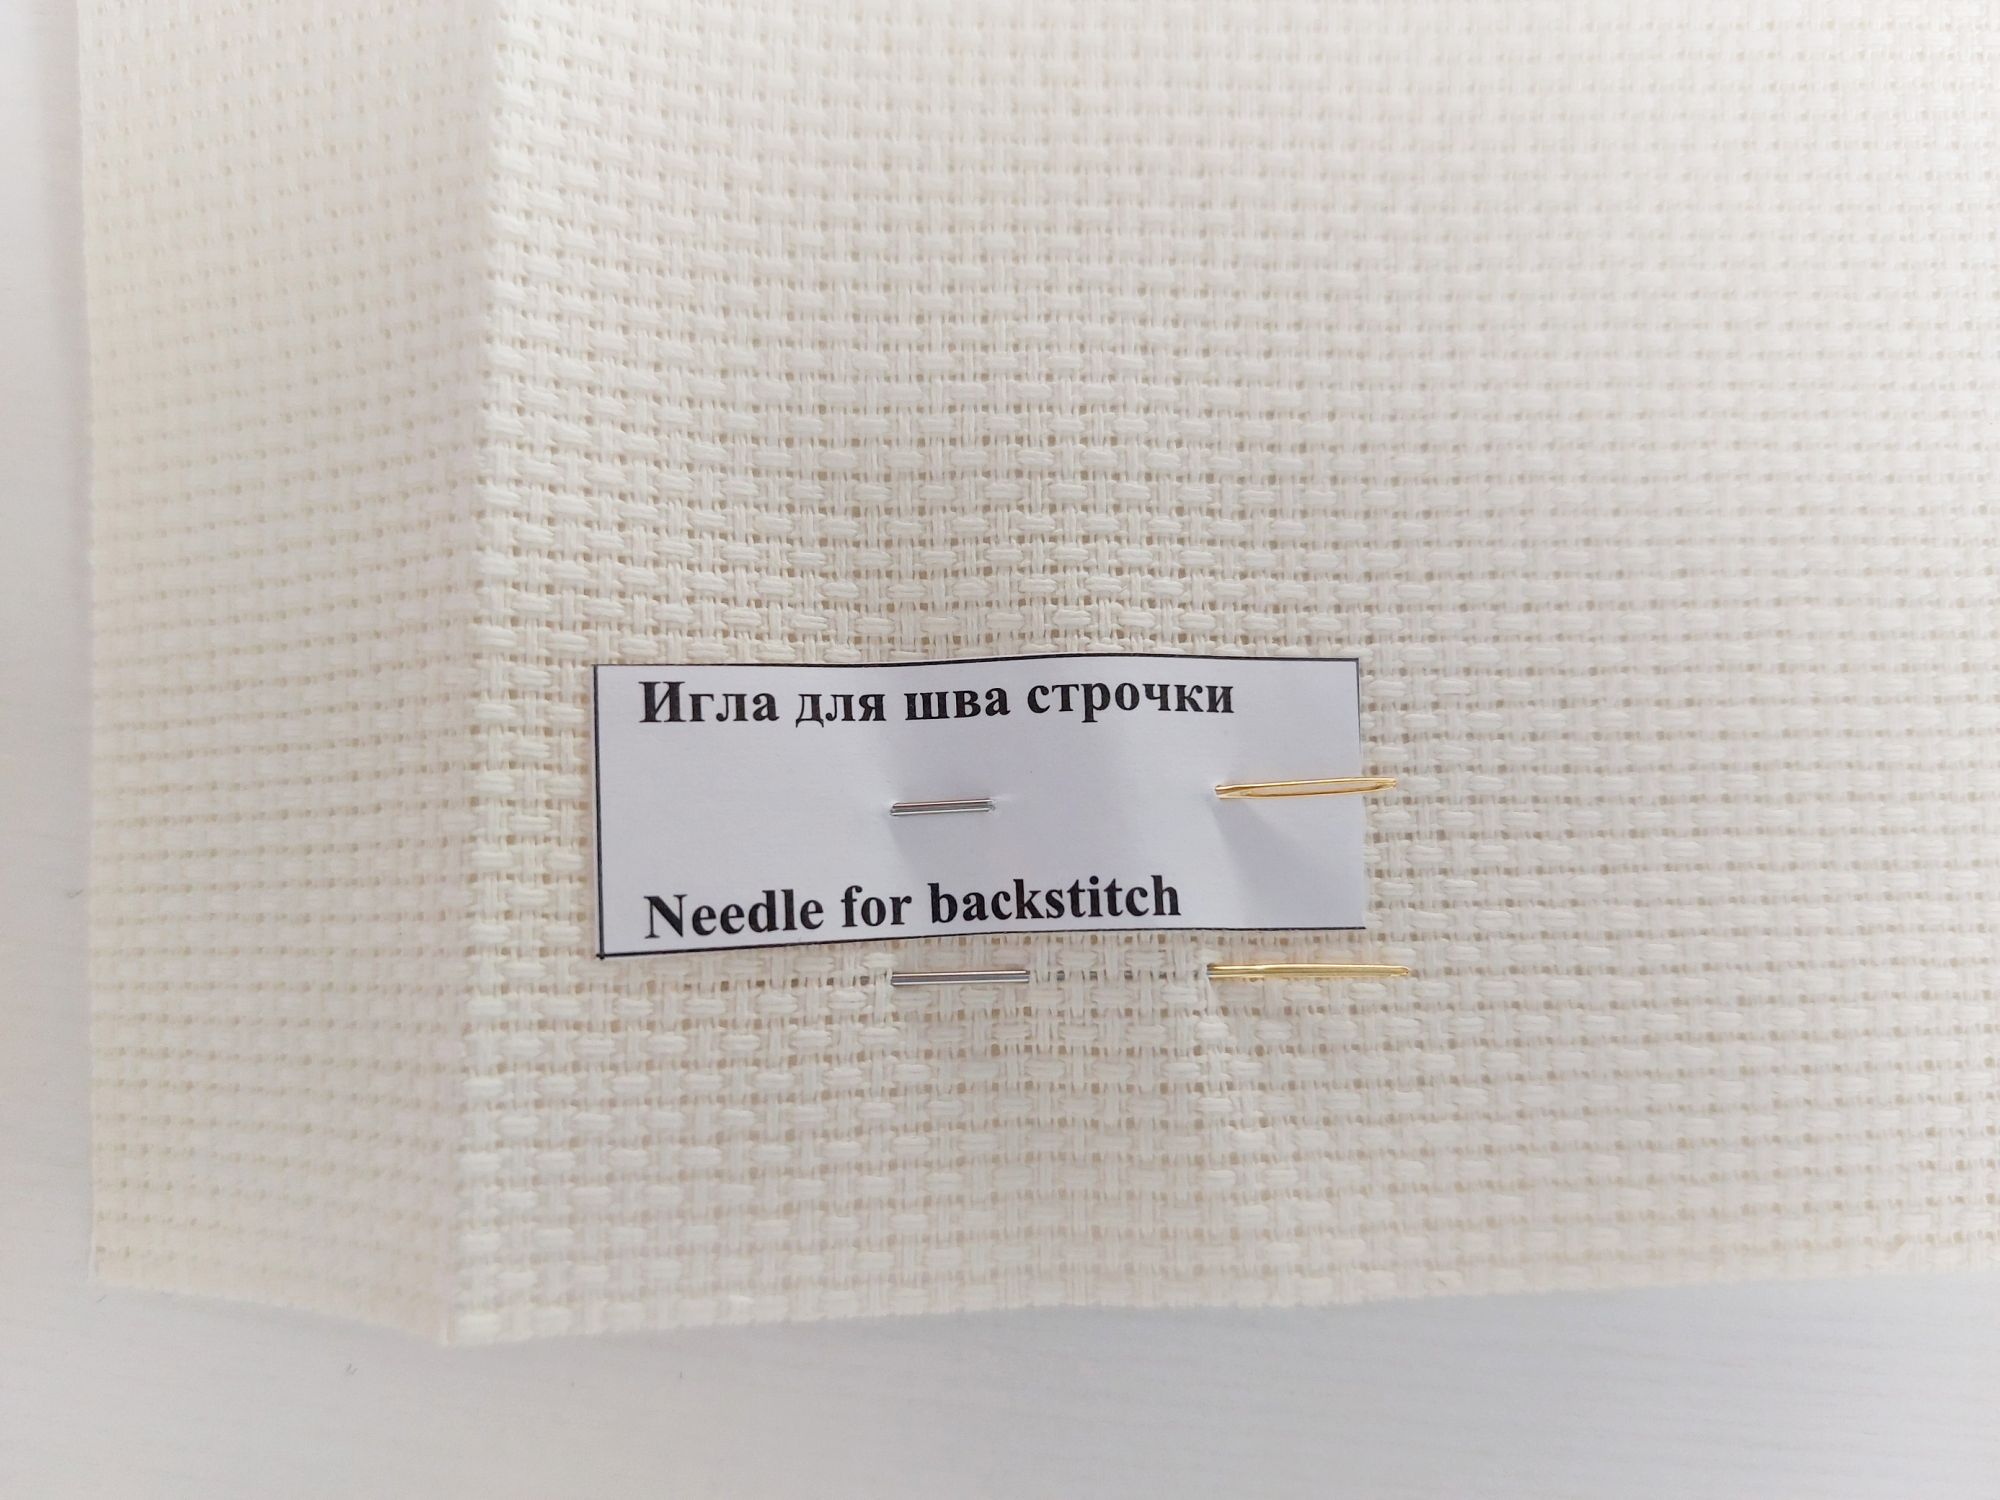 Игла для шва строчки
Needle for backstitch